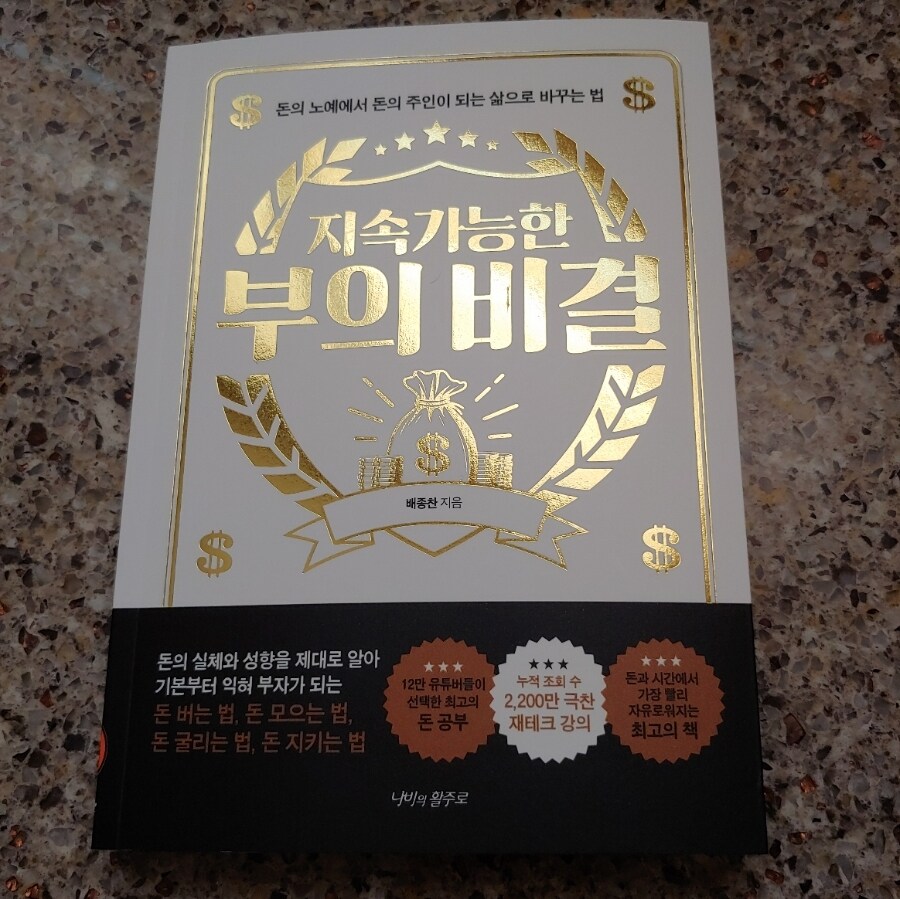 돈의 노예에서 돈의 주인이 되는 삶으로 바꾸는 법
지속가능한
부의 비결
배종찬 지음
돈의 실체와 성향을 제대로 알아
기본부터 익혀 부자가 되는
돈 버는 법, 돈 모으는 법,
돈 굴리는 법, 돈 지키는 법
12만 유튜버들이
선택한 최고의
돈 공부
누적 조회 수
2,200만 극찬
재테크 강의
돈과 시간에서
가장 빨리
자유로워지는
최고의 책
나비의 활주로